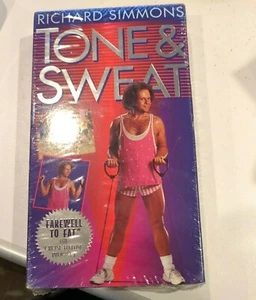 RICHARD SIMMONS
TONE &
SWEAT
FAREWELL
TO FAT